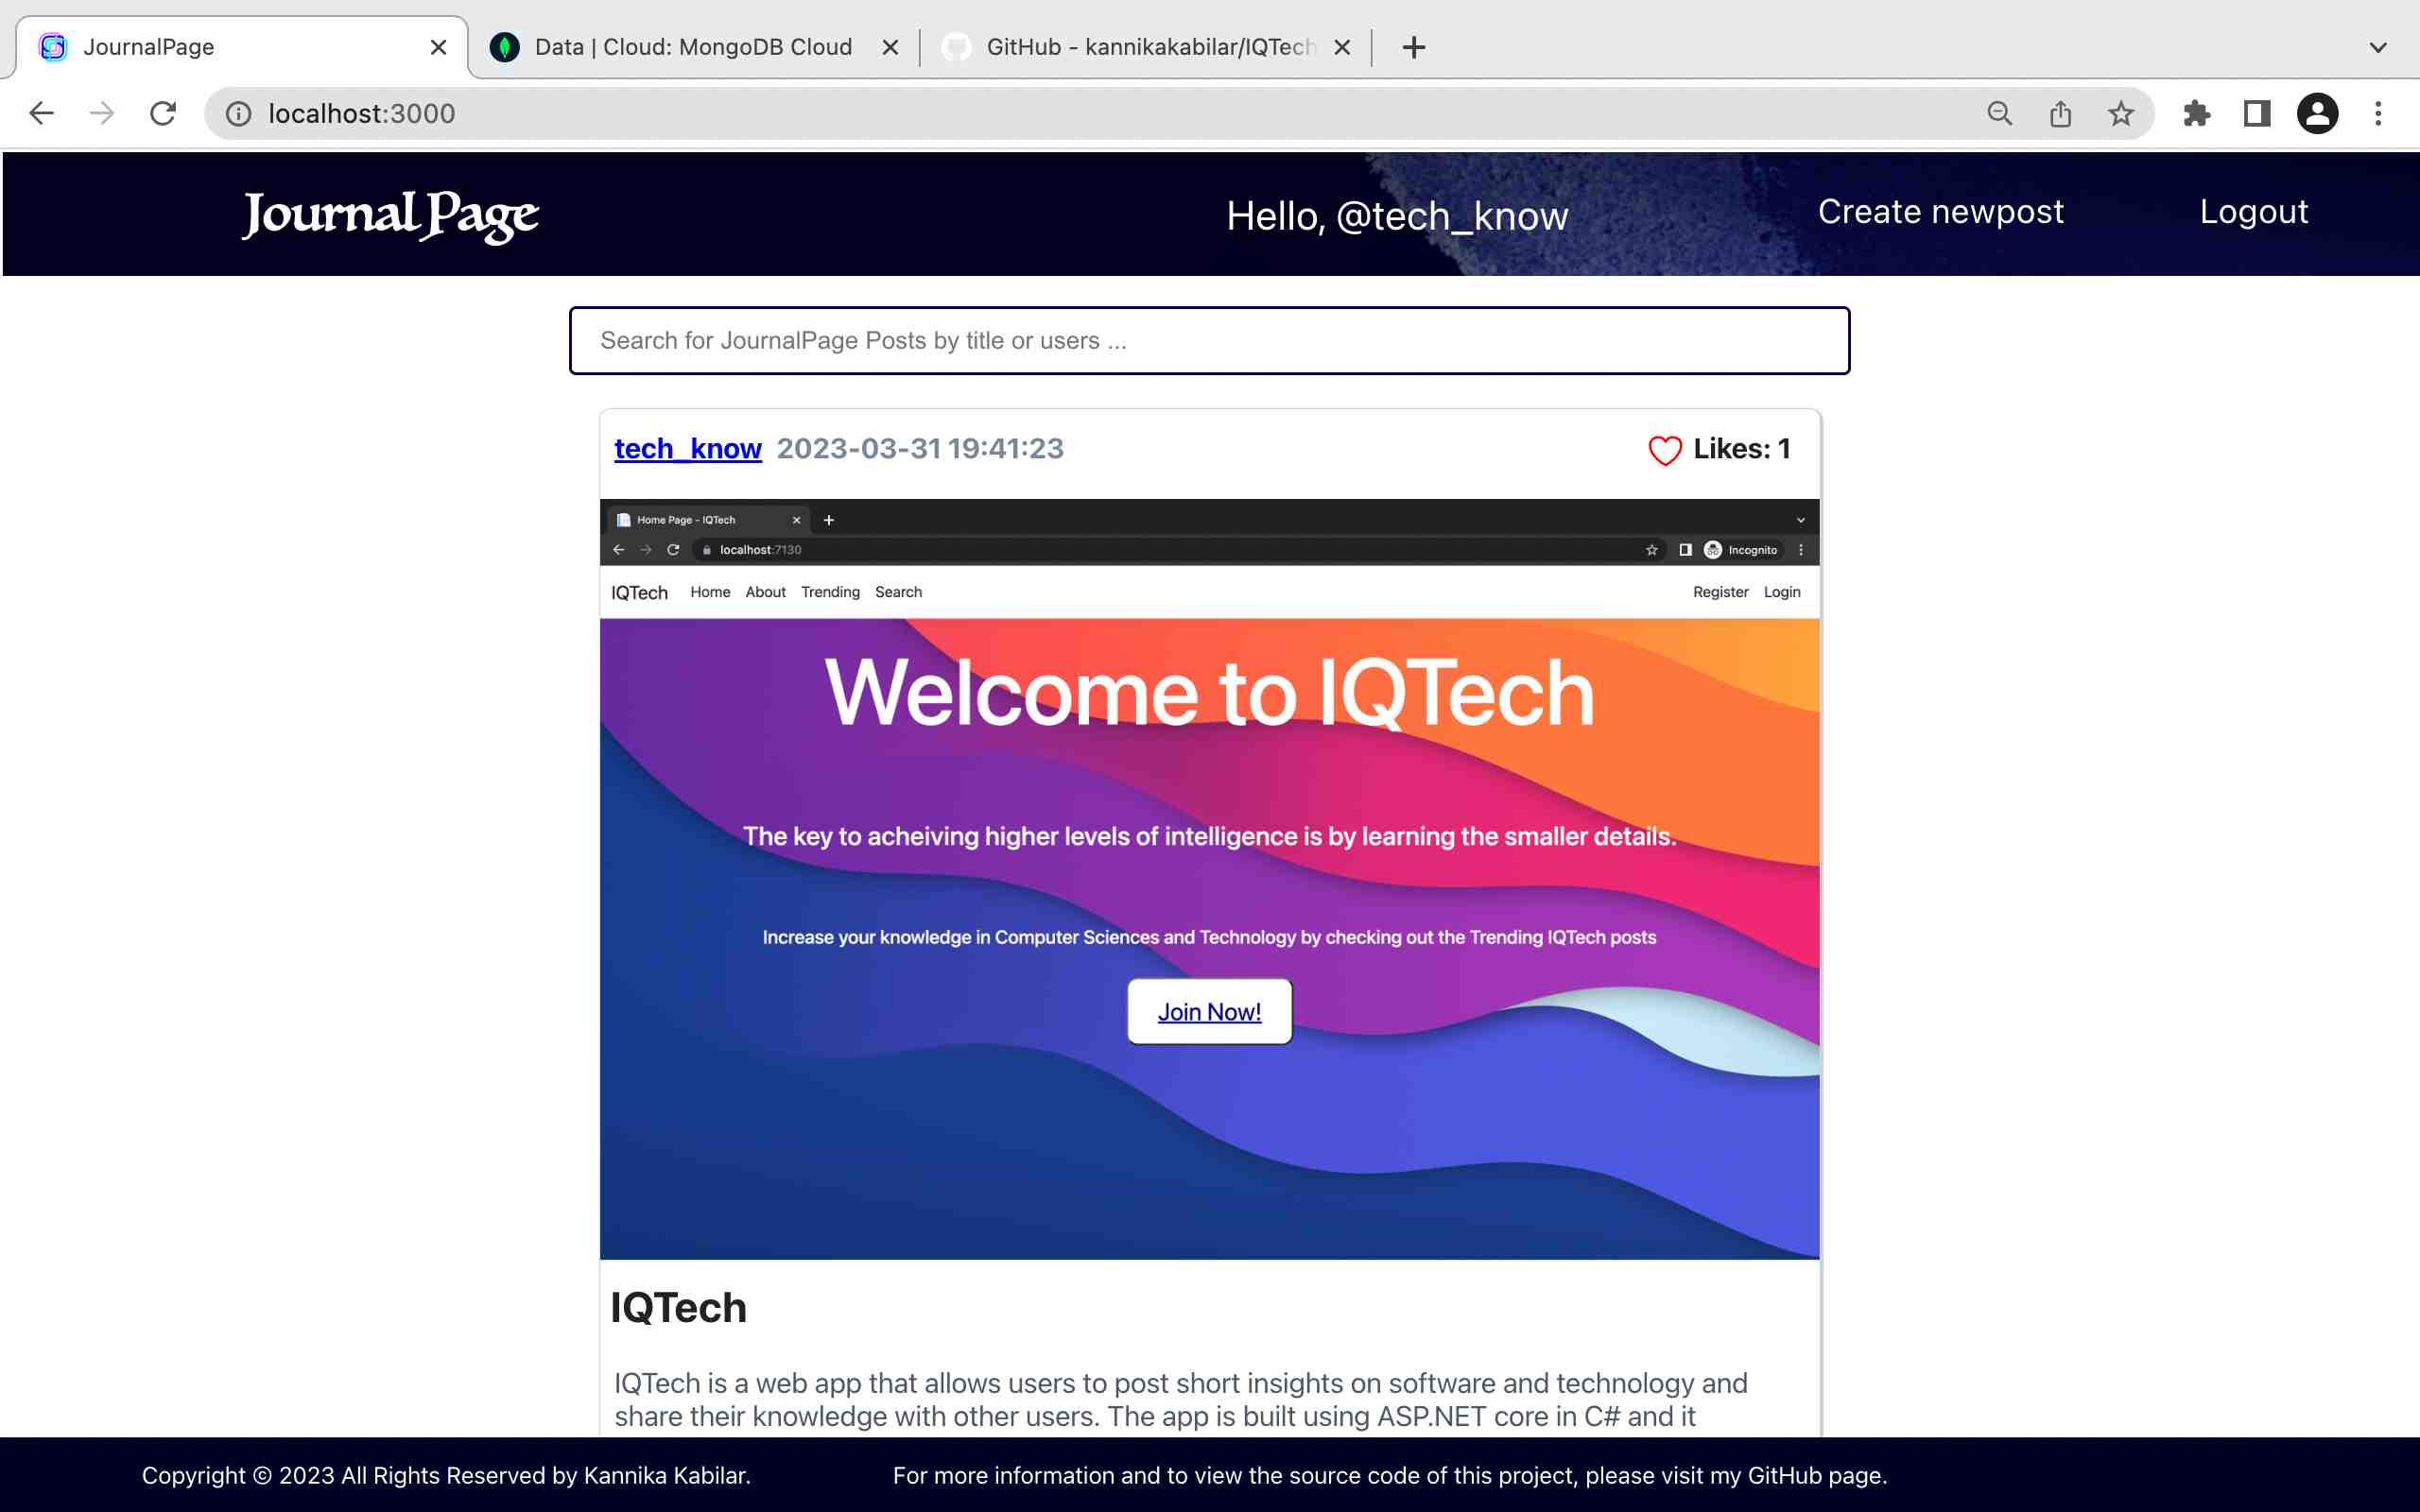 JournalPage
Data | Cloud: MongoDB Cloud
GitHub - kannikakabilar/IQTech
localhost:3000
Journal Page
Hello, @tech_know
Create newpost
Logout
Search for JournalPage Posts by title or users ...
tech_know 2023-03-31 19:41:23
Likes: 1
Home Page - IQTech
localhost:7130
Incognito
IQTech Home About Trending Search
Register Login
Welcome to IQTech
The key to acheiving higher levels of intelligence is by learning the smaller details.
Increase your knowledge in Computer Sciences and Technology by checking out the Trending IQTech posts
Join Now!
IQTech
IQTech is a web app that allows users to post short insights on software and technology and
share their knowledge with other users. The app is built using ASP.NET core in C# and it
Copyright © 2023 All Rights Reserved by Kannika Kabilar.
For more information and to view the source code of this project, please visit my GitHub page.